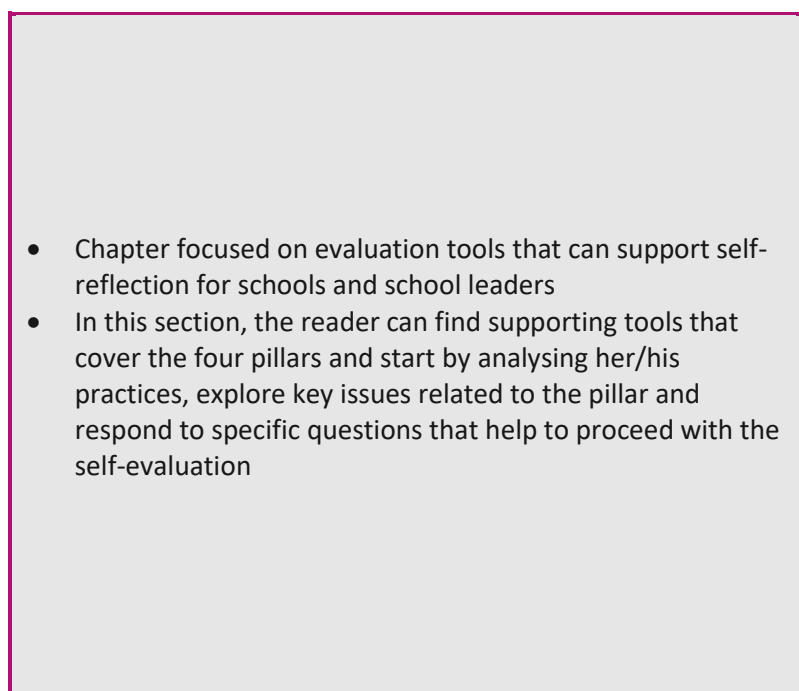 • Chapter focused on evaluation tools that can support self-
reflection for schools and school leaders
• In this section, the reader can find supporting tools that
cover the four pillars and start by analysing her/his
practices, explore key issues related to the pillar and
respond to specific questions that help to proceed with the
self-evaluation